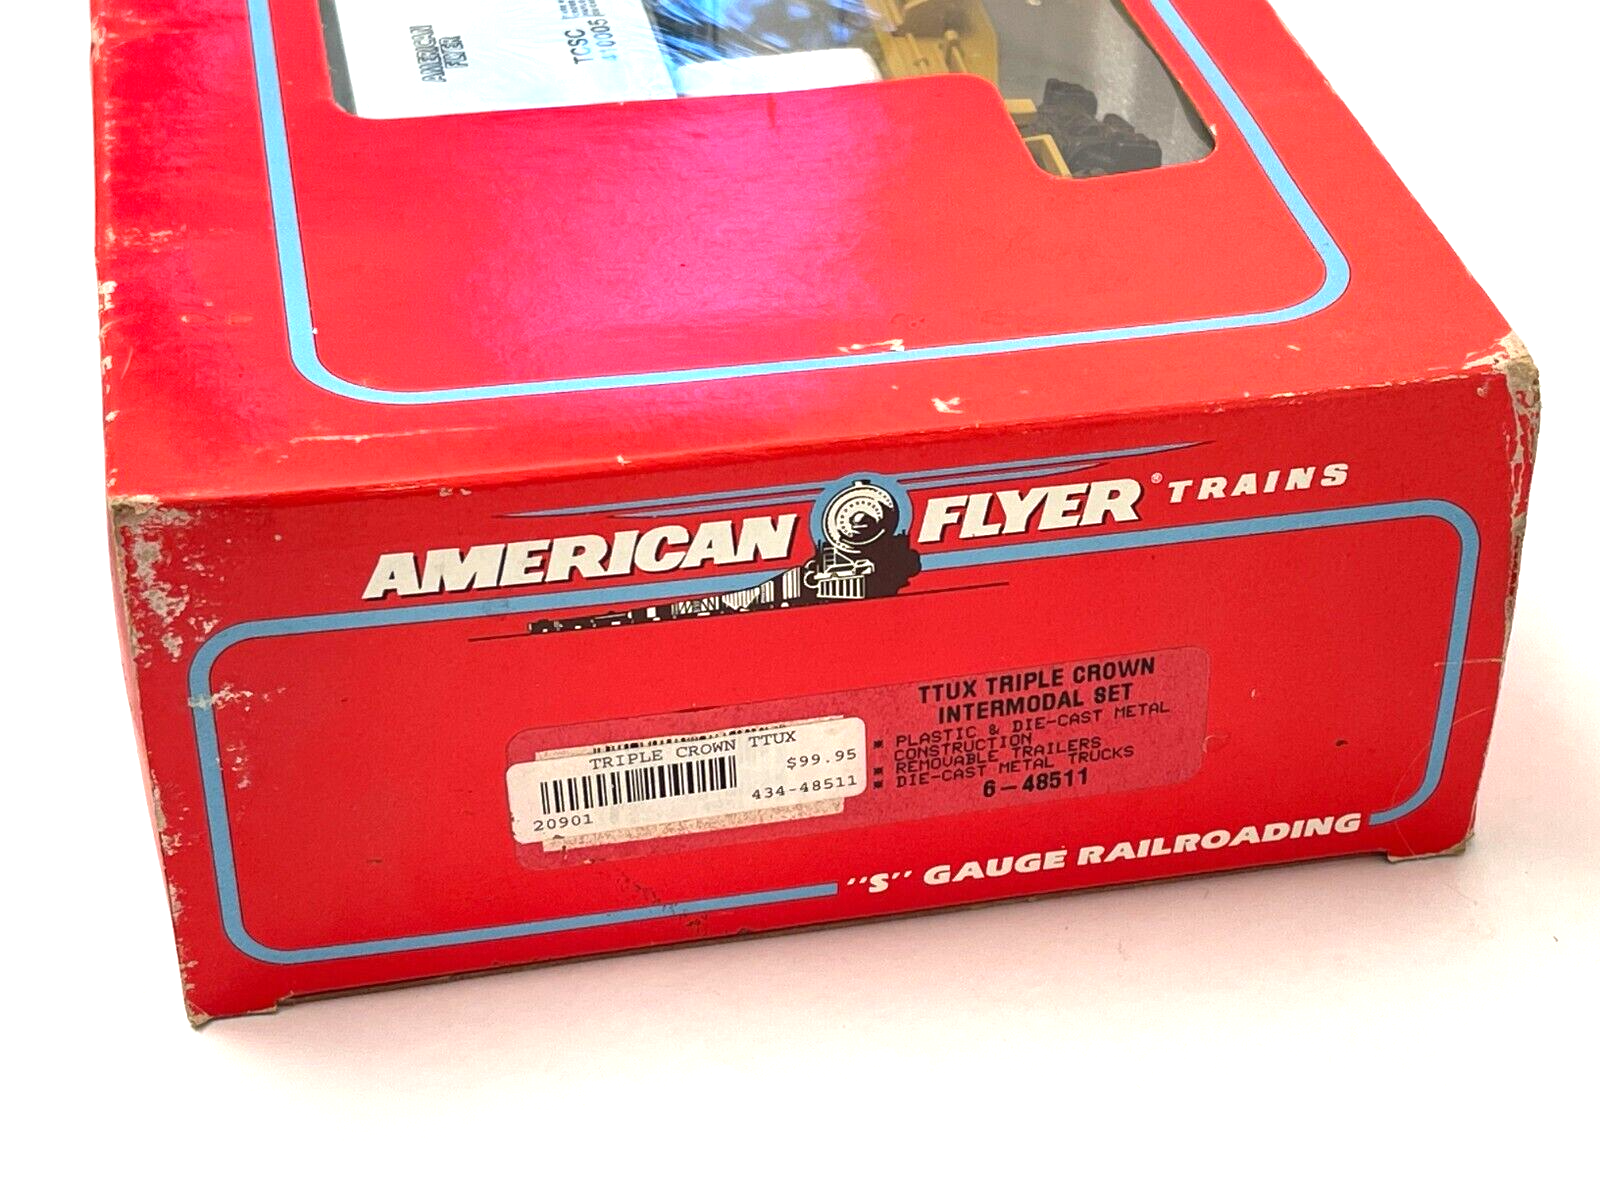 AMERICAN
FLYER
TCSC
410005
AMERICAN FLYER® TRAINS
TTUX TRIPLE CROWN
INTERMODAL SET
▪ PLASTIC & DIE-CAST METAL
CONSTRUCTION
▪ REMOVABLE TRAILERS
▪ DIE-CAST METAL TRUCKS
6-48511
TRIPLE CROWN TTUX
$99.95
434-48511
20901
"S" GAUGE RAILROADING